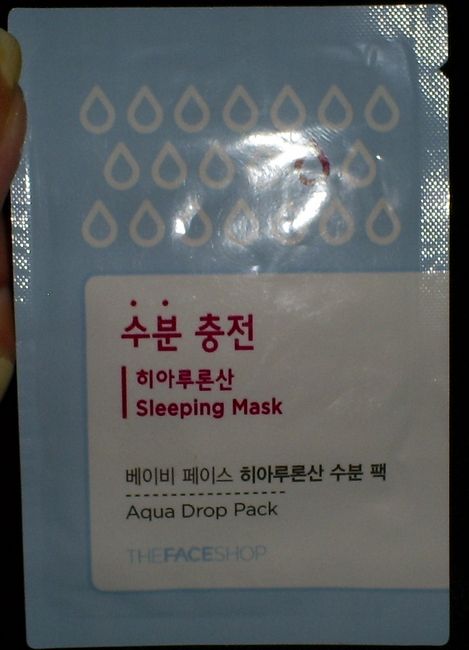 수분 충전
히아루론산
Sleeping Mask
베이비 페이스 히아루론산 수분 팩
Aqua Drop Pack
THEFACESHOP